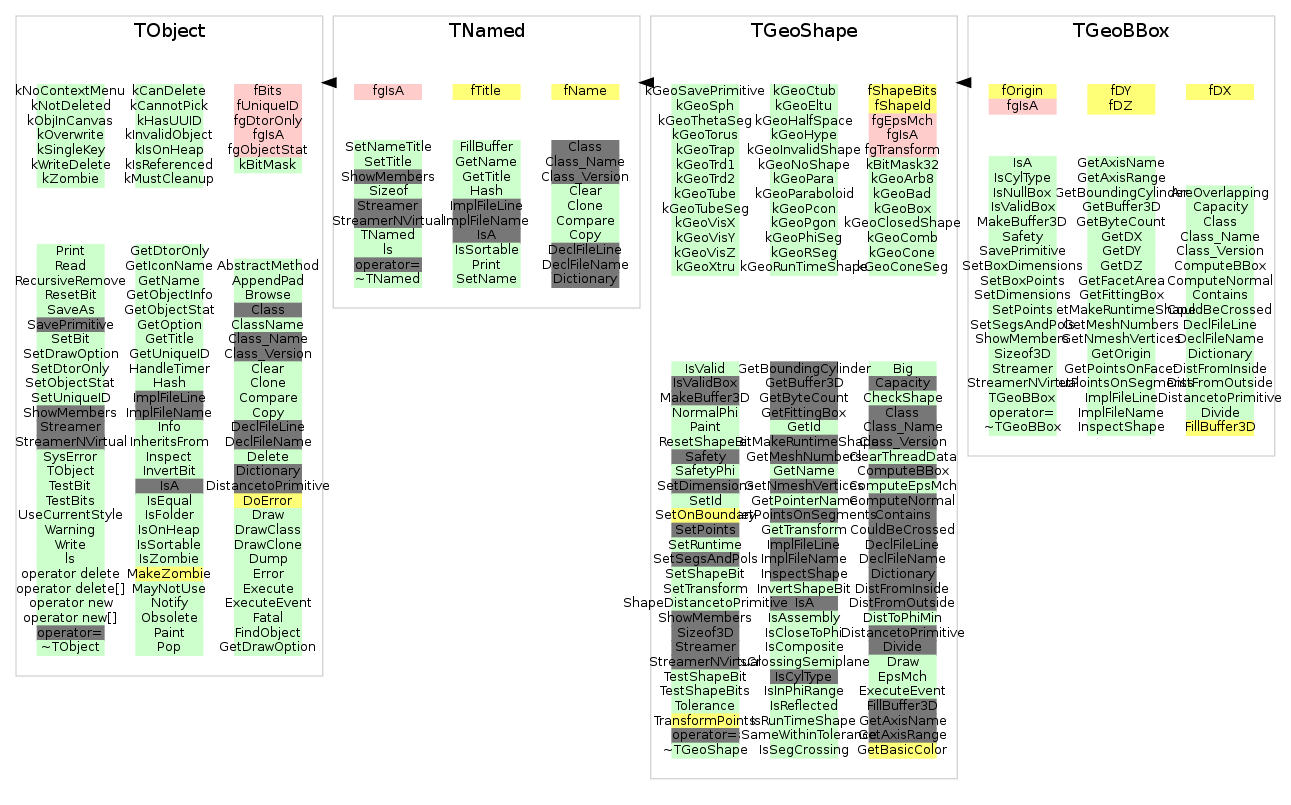 TObject
kNoContextMenu
kNotDeleted
kObjInCanvas
kOverwrite
kSingleKey
kWriteDelete
kZombie
kCanDelete
kCannotPick
kHasUUID
kInvalidObject
kIsOnHeap
kIsReferenced
kMustCleanup
fBits
fUniqueID
fgDtorOnly
fgIsA
fgObjectStat
kBitMask
Print
Read
RecursiveRemove
ResetBit
SaveAs
SavePrimitive
SetBit
SetDrawOption
SetDtorOnly
SetObjectStat
SetUniqueID
ShowMembers
Streamer
StreamerNVirtual
SysError
TObject
TestBit
TestBits
UseCurrentStyle
Warning
Write
ls
operator delete
operator delete[]
operator new
operator new[]
operator=
~TObject
GetDtorOnly
GetIconName
GetName
GetObjectInfo
GetObjectStat
GetOption
GetTitle
GetUniqueID
HandleTimer
Hash
ImplFileLine
ImplFileName
Info
InheritsFrom
Inspect
InvertBit
IsA
IsEqual
IsFolder
IsOnHeap
IsSortable
IsZombie
MakeZombie
MayNotUse
Notify
Obsolete
Paint
Pop
AbstractMethod
AppendPad
Browse
Class
ClassName
Class_Name
Class_Version
Clear
Clone
Compare
Copy
DeclFileLine
DeclFileName
Delete
Dictionary
DistancetoPrimitive
DoError
Draw
DrawClass
DrawClone
Dump
Error
Execute
ExecuteEvent
Fatal
FindObject
GetDrawOption
TNamed
fgIsA
fTitle
fName
SetNameTitle
SetTitle
ShowMembers
Sizeof
Streamer
StreamerNVirtual
TNamed
ls
operator=
~TNamed
FillBuffer
GetName
GetTitle
Hash
ImplFileLine
ImplFileName
IsA
IsSortable
Print
SetName
Class
Class_Name
Class_Version
Clear
Clone
Compare
Copy
DeclFileLine
DeclFileName
Dictionary
TGeoShape
kGeoSavePrimitive
kGeoSph
kGeoThetaSeg
kGeoTorus
kGeoTrap
kGeoTrd1
kGeoTrd2
kGeoTube
kGeoTubeSeg
kGeoVisX
kGeoVisY
kGeoVisZ
kGeoXtru
kGeoCtub
kGeoEltu
kGeoHalfSpace
kGeoHype
kGeoInvalidShape
kGeoNoShape
kGeoPara
kGeoParaboloid
kGeoPcon
kGeoPgon
kGeoPhiSeg
kGeoRSeg
kGeoRunTimeShape
fShapeBits
fShapeId
fgEpsMch
fgIsA
fgTransform
kBitMask32
kGeoArb8
kGeoBad
kGeoBox
kGeoClosedShape
kGeoComb
kGeoCone
kGeoConeSeg
IsValid
IsValidBox
MakeBuffer3D
NormalPhi
Paint
ResetShapeBit
Safety
SafetyPhi
SetDimensions
SetId
SetOnBoundary
SetPoints
SetRuntime
SetSegsAndPols
SetShapeBit
SetTransform
ShapeDistancetoPrimitive
ShowMembers
Sizeof3D
Streamer
StreamerNVirtual
TestShapeBit
TestShapeBits
Tolerance
TransformPoints
operator=
~TGeoShape
GetBoundingCylinder
GetBuffer3D
GetByteCount
GetFittingBox
GetId
GetMeshNumbers
GetName
GetNmeshVertices
GetPointerName
GetTransform
ImplFileLine
ImplFileName
InspectShape
InvertShapeBit
IsA
IsAssembly
IsCloseToPhi
IsComposite
IsCylType
IsInPhiRange
IsReflected
IsRunTimeShape
IsSegCrossing
Big
Capacity
CheckShape
Class
Class_Name
Class_Version
ClearThreadData
ComputeBBox
ComputeEpsMch
ComputeNormal
Contains
CouldBeCrossed
DeclFileLine
DeclFileName
Dictionary
DistFromInside
DistFromOutside
DistToPhiMin
DistancetoPrimitive
Divide
Draw
EpsMch
ExecuteEvent
FillBuffer3D
GetAxisName
GetAxisRange
GetBasicColor
TGeoBBox
fOrigin
fgIsA
fDY
fDZ
fDX
IsA
IsCylType
IsNullBox
IsValidBox
MakeBuffer3D
Safety
SavePrimitive
SetBoxDimensions
SetBoxPoints
SetDimensions
SetPoints
SetSegsAndPols
ShowMembers
Sizeof3D
Streamer
StreamerNVirtual
TGeoBBox
operator=
~TGeoBBox
GetAxisName
GetAxisRange
GetBoundingCylinder
GetBuffer3D
GetByteCount
GetDX
GetDY
GetDZ
GetFacetArea
GetFittingBox
GetMeshNumbers
GetNmeshVertices
GetOrigin
GetPointsOnFacet
ImplFileLine
ImplFileName
InspectShape
AreOverlapping
Capacity
Class
Class_Name
Class_Version
ComputeBBox
ComputeNormal
Contains
CouldBeCrossed
DeclFileLine
DeclFileName
Dictionary
DistFromInside
DistFromOutside
DistancetoPrimitive
Divide
FillBuffer3D